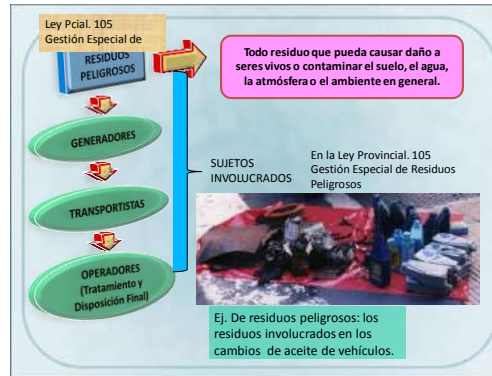 Ley Pcial. 105
Gestión Especial de
RESIDUOS
PELIGROSOS
Todo residuo que pueda causar daño a
seres vivos o contaminar el suelo, el agua,
la atmósfera o el ambiente en general.
GENERADORES
TRANSPORTISTAS
OPERADORES
(Tratamiento y
Disposición Final)
SUJETOS
INVOLUCRADOS
En la Ley Provincial. 105
Gestión Especial de Residuos
Peligrosos
Ej. De residuos peligrosos: los
residuos involucrados en los
cambios de aceite de vehículos.